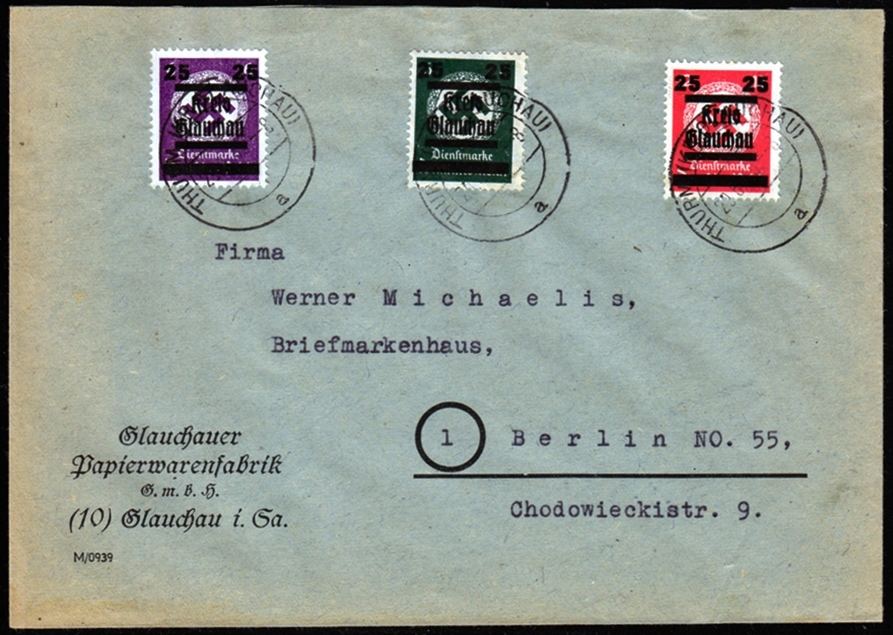 25 25
Kreis
Glauchau
Dienstmarke
25 25
Kreis
Glauchau
Dienstmarke
25 25
Kreis
Glauchau
Dienstmarke
a
a
a
Firma
Werner Michaelis,
Briefmarkenhaus,
1 Berlin NO. 55,
Chodowieckistr. 9.
Glauchauer
Papierwarenfabrik
G. m. b. H.
(10) Glauchau i. Sa.
M/0939